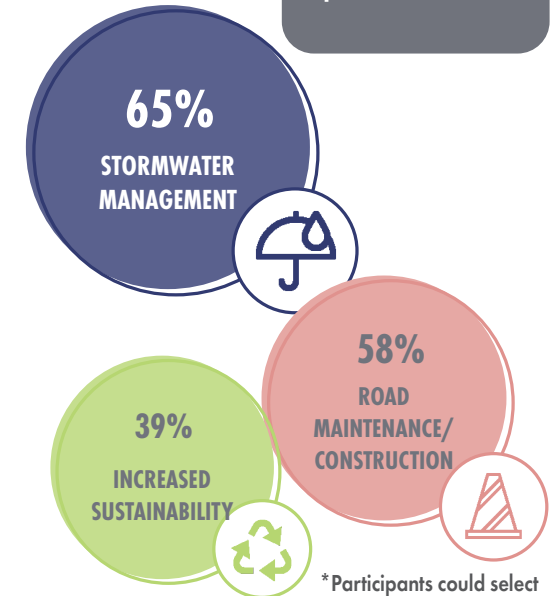 65%
STORMWATER
MANAGEMENT
58%
ROAD
MAINTENANCE/
CONSTRUCTION
39%
INCREASED
SUSTAINABILITY
*Participants could select